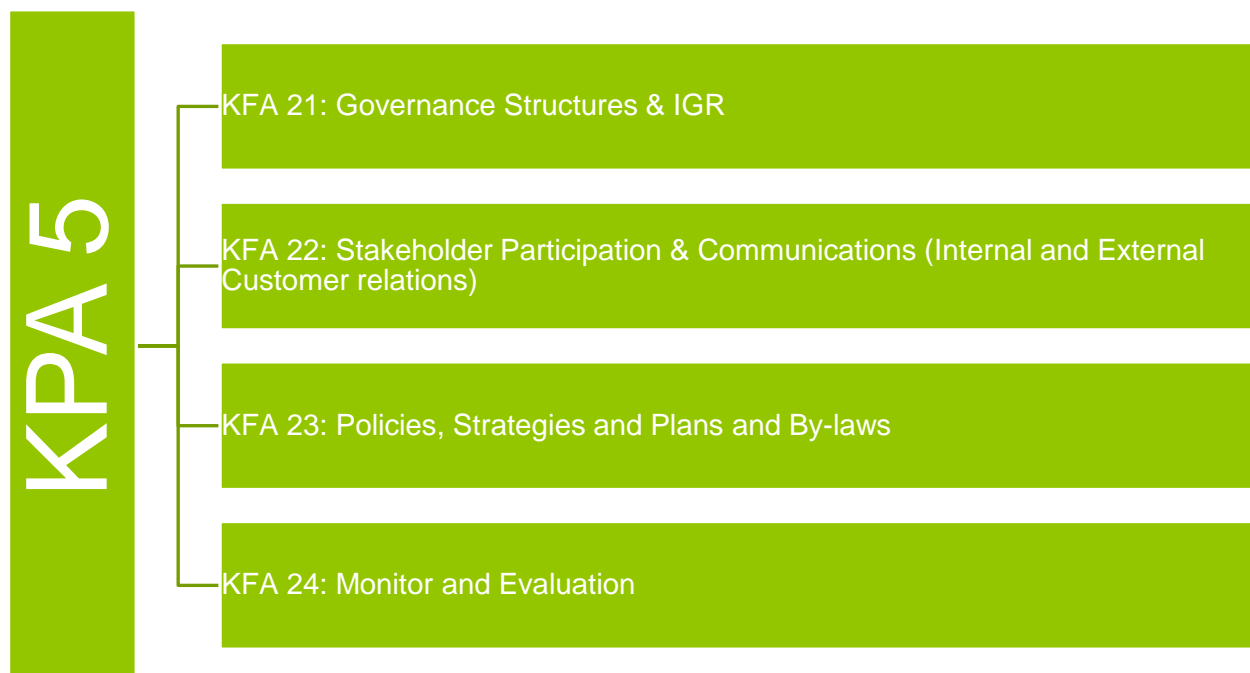 KPA 5
KFA 21: Governance Structures & IGR
KFA 22: Stakeholder Participation & Communications (Internal and External
Customer relations)
KFA 23: Policies, Strategies and Plans and By-laws
KFA 24: Monitor and Evaluation